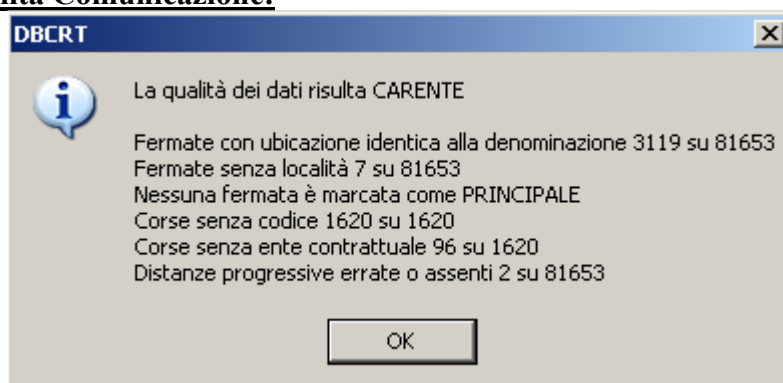 Comunicazione:
DBCRT
La qualità dei dati risulta CARENTE
Fermate con ubicazione identica alla denominazione 3119 su 81653
Fermate senza località 7 su 81653
Nessuna fermata è marcata come PRINCIPALE
Corse senza codice 1620 su 1620
Corse senza ente contrattuale 96 su 1620
Distanze progressive errate o assenti 2 su 81653
OK